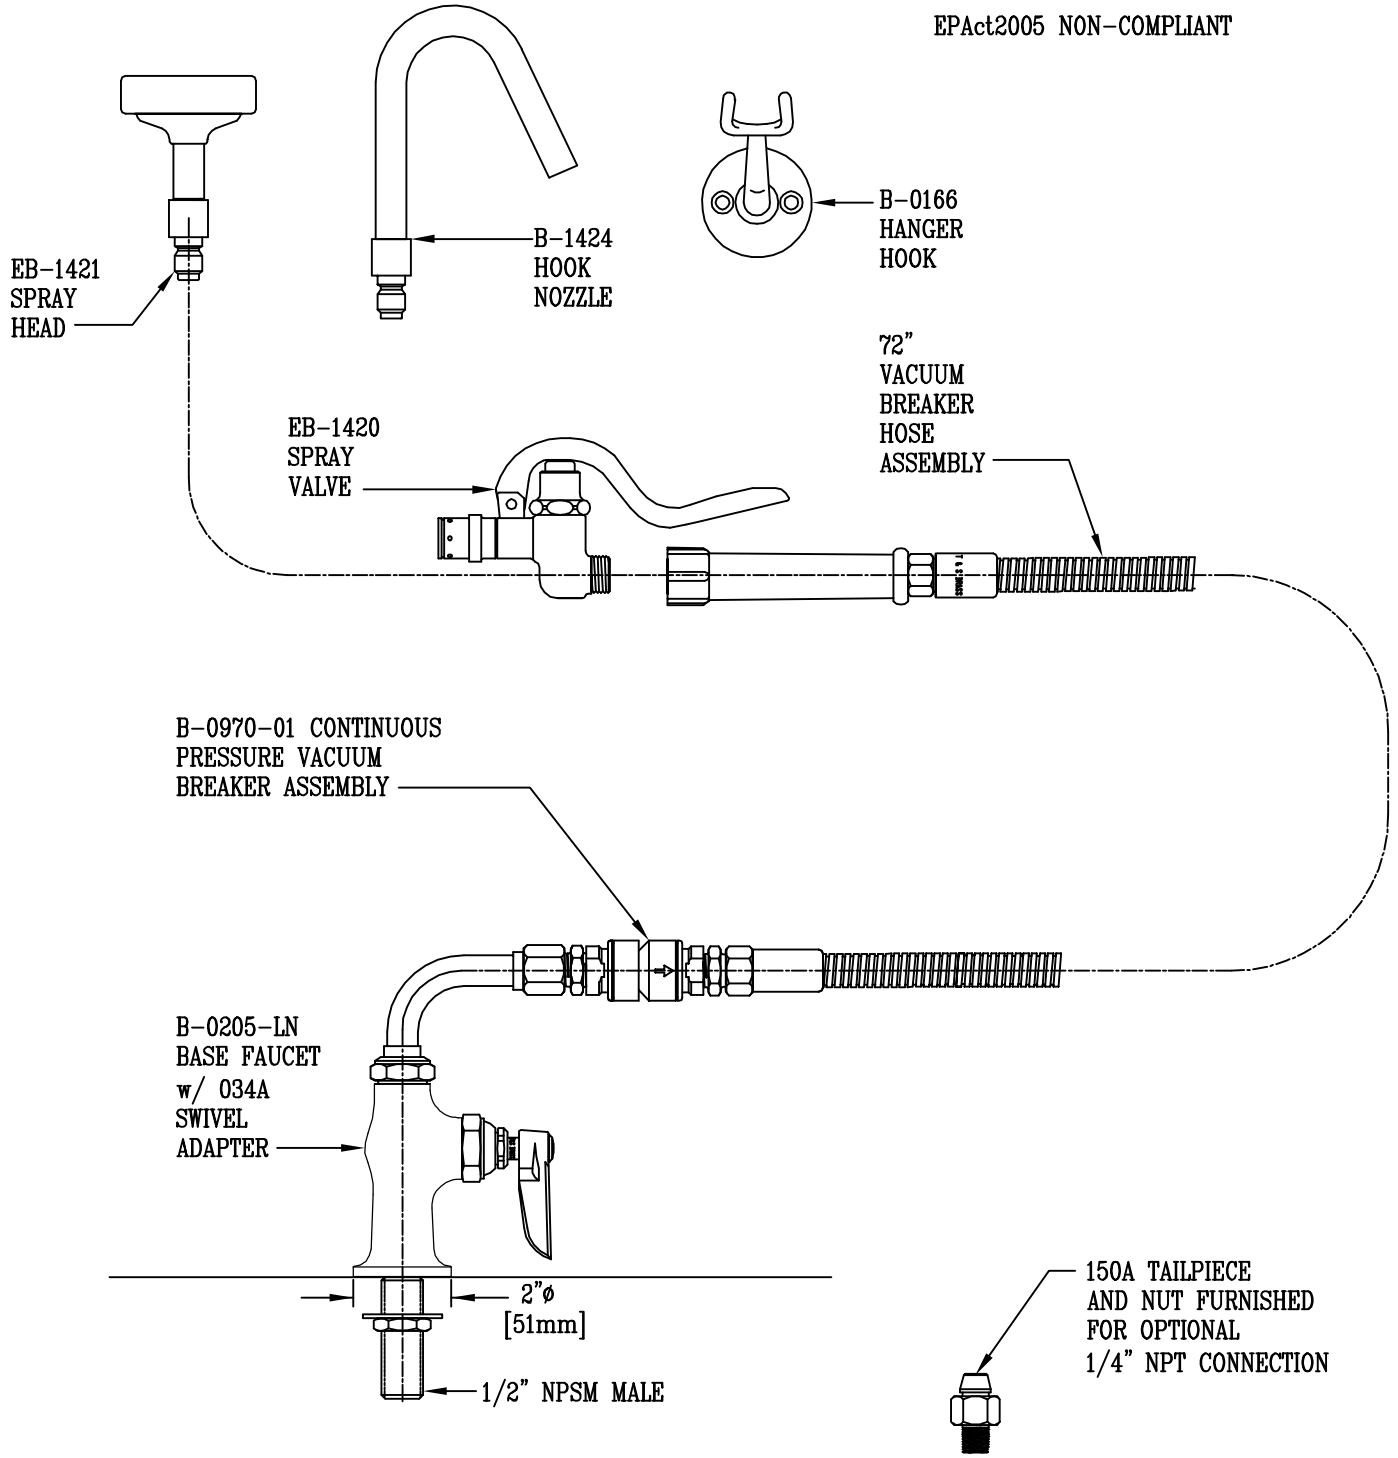 EPAct2005 NON-COMPLIANT
B-0166
HANGER
HOOK
B-1424
HOOK
NOZZLE
EB-1421
SPRAY
HEAD
72"
VACUUM
BREAKER
HOSE
ASSEMBLY
EB-1420
SPRAY
VALVE
T & S BRASS
B-0970-01 CONTINUOUS
PRESSURE VACUUM
BREAKER ASSEMBLY
B-0205-LN
BASE FAUCET
w/ 034A
SWIVEL
ADAPTER
2"ø
[51mm]
1/2" NPSM MALE
150A TAILPIECE
AND NUT FURNISHED
FOR OPTIONAL
1/4" NPT CONNECTION